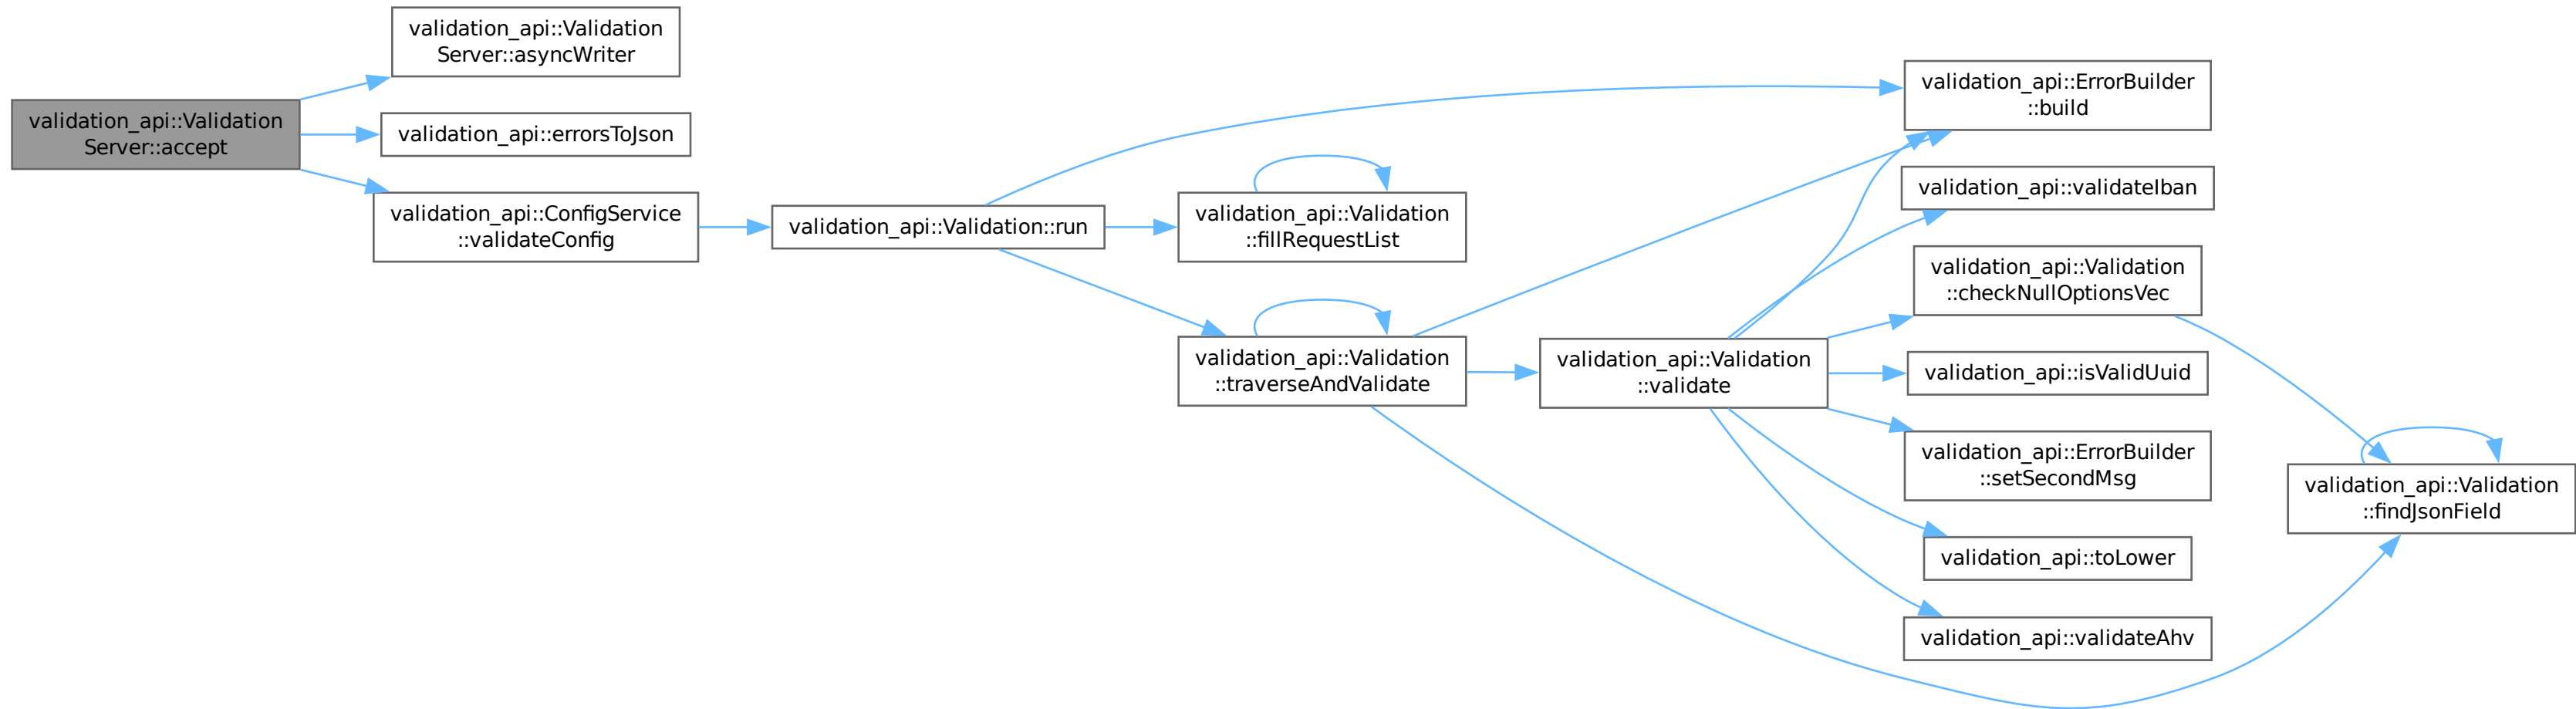 validation_api::Validation
Server::accept
validation_api::Validation
Server::asyncWriter
validation_api::errorsToJson
validation_api::ConfigService
::validateConfig
validation_api::Validation::run
validation_api::Validation
::fillRequestList
validation_api::Validation
::traverseAndValidate
validation_api::Validation
::validate
validation_api::ErrorBuilder
::build
validation_api::validateIban
validation_api::Validation
::checkNullOptionsVec
validation_api::isValidUuid
validation_api::ErrorBuilder
::setSecondMsg
validation_api::toLower
validation_api::validateAhv
validation_api::Validation
::findJsonField